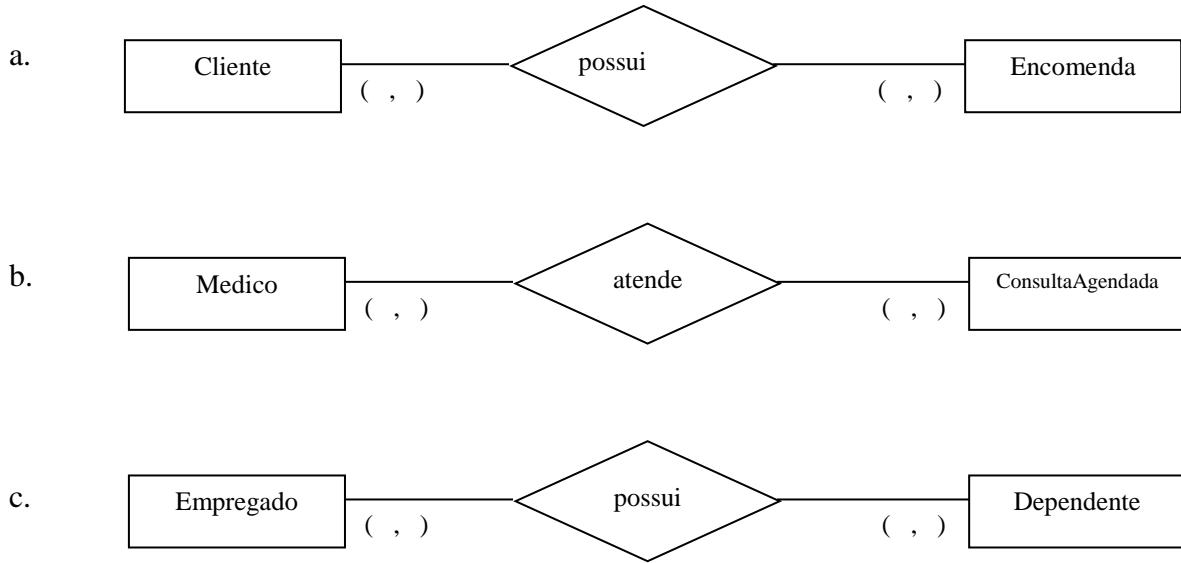 a. Cliente possui Encomenda
( , ) ( , )
b. Medico atende ConsultaAgendada
( , ) ( , )
c. Empregado possui Dependente
( , ) ( , )